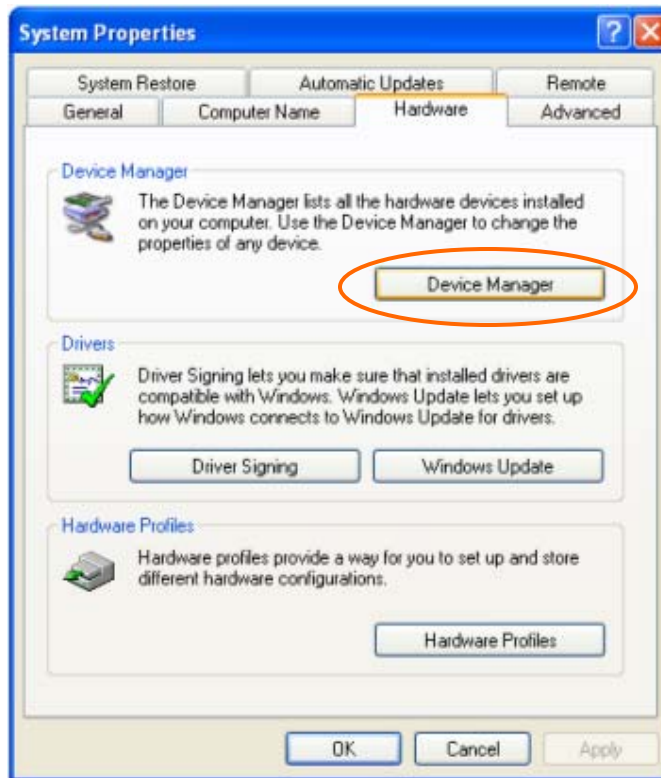 System Properties
System Restore Automatic Updates Remote
General Computer Name Hardware Advanced
Device Manager
The Device Manager lists all the hardware devices installed
on your computer. Use the Device Manager to change the
properties of any device.
Device Manager
Drivers
Driver Signing lets you make sure that installed drivers are
compatible with Windows. Windows Update lets you set up
how Windows connects to Windows Update for drivers.
Driver Signing Windows Update
Hardware Profiles
Hardware profiles provide a way for you to set up and store
different hardware configurations.
Hardware Profiles
OK Cancel Apply